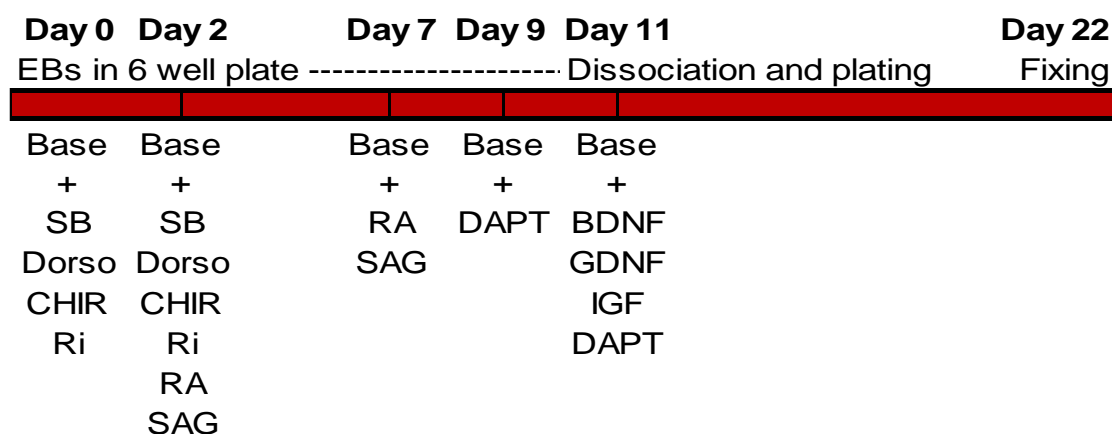 Day 0 Day 2 Day 7 Day 9 Day 11 Day 22
EBs in 6 well plate ---------------------- Dissociation and plating Fixing
Base Base Base Base Base
+ + + + +
SB SB RA DAPT BDNF
Dorso Dorso SAG GDNF
CHIR CHIR IGF
Ri Ri DAPT
RA
SAG